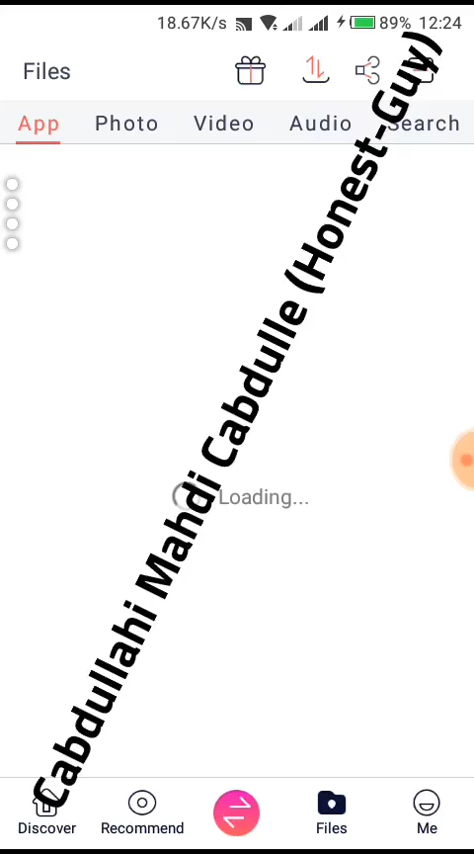 18.67K/s 89% 12:24
Files
App Photo Video Audio Search
Cabdullahi Mahdi Cabdulle (Honest-Guy)
Loading...
Discover Recommend Files Me